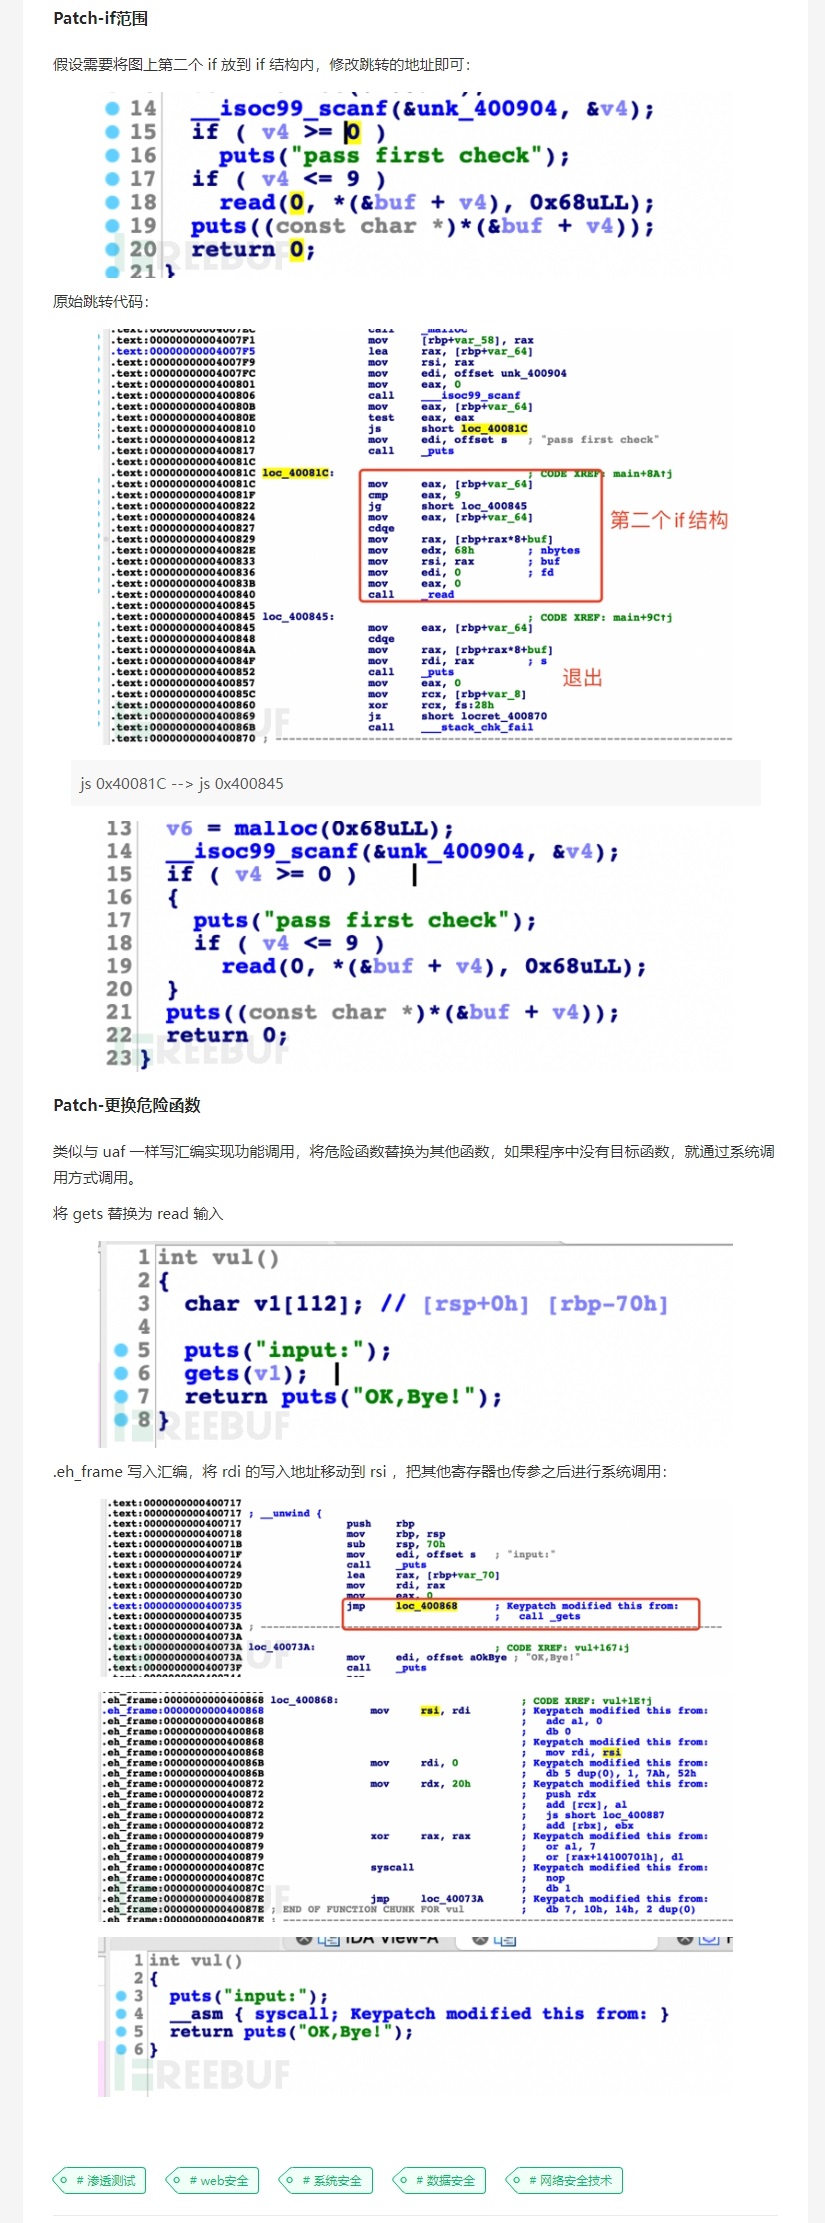 Patch-if范围
假设需要将图上第二个 if 放到 if 结构内，修改跳转的地址即可：
14 __isoc99_scanf(&unk_400904, &v4);
15 if ( v4 >= 0 )
16 puts("pass first check");
17 if ( v4 <= 9 )
18 read(0, *(&buf + v4), 0x68uLL);
19 puts((const char *)*(&buf + v4));
20 return 0;
21 }
REEBUF
原始跳转代码：
.text:00000000004007EC call _malloc
.text:00000000004007F1 mov [rbp+var_58], rax
.text:00000000004007F5 lea rax, [rbp+var_64]
.text:00000000004007F9 mov rsi, rax
.text:00000000004007FC mov edi, offset unk_400904
.text:0000000000400801 mov eax, 0
.text:0000000000400806 call ___isoc99_scanf
.text:000000000040080B mov eax, [rbp+var_64]
.text:000000000040080E test eax, eax
.text:0000000000400810 js short loc_40081C
.text:0000000000400812 mov edi, offset s ; "pass first check"
.text:0000000000400817 call _puts
.text:000000000040081C
.text:000000000040081C loc_40081C: ; CODE XREF: main+8A↑j
.text:000000000040081C mov eax, [rbp+var_64]
.text:000000000040081F cmp eax, 9
.text:0000000000400822 jg short loc_400845
.text:0000000000400824 mov eax, [rbp+var_64]
.text:0000000000400827 cdqe
.text:0000000000400829 mov rax, [rbp+rax*8+buf]
.text:000000000040082E mov edx, 68h ; nbytes
.text:0000000000400833 mov rsi, rax ; buf
.text:0000000000400836 mov edi, 0 ; fd
.text:000000000040083B mov eax, 0
.text:0000000000400840 call _read
第二个if结构
.text:0000000000400845
.text:0000000000400845 loc_400845: ; CODE XREF: main+9C↑j
.text:0000000000400845 mov eax, [rbp+var_64]
.text:0000000000400848 cdqe
.text:000000000040084A mov rax, [rbp+rax*8+buf]
.text:000000000040084F mov rdi, rax ; s
.text:0000000000400852 call _puts
.text:0000000000400857 mov eax, 0
.text:000000000040085C mov rcx, [rbp+var_8]
.text:0000000000400860 xor rcx, fs:28h
.text:0000000000400869 jz short locret_400870
.text:000000000040086B call ___stack_chk_fail
.text:0000000000400870 ; ---------------------------------------------------------------------------
退出
js 0x40081C --> js 0x400845
13 v6 = malloc(0x68uLL);
14 __isoc99_scanf(&unk_400904, &v4);
15 if ( v4 >= 0 )
16 {
17 puts("pass first check");
18 if ( v4 <= 9 )
19 read(0, *(&buf + v4), 0x68uLL);
20 }
21 puts((const char *)*(&buf + v4));
22 return 0;
23 }
REEBUF
Patch-更换危险函数
类似与 uaf 一样写汇编实现功能调用，将危险函数替换为其他函数，如果程序中没有目标函数，就通过系统调
用方式调用。
将 gets 替换为 read 输入
1 int vul()
2 {
3 char v1[112]; // [rsp+0h] [rbp-70h]
4
5 puts("input:");
6 gets(v1);
7 return puts("OK,Bye!");
8 }
REEBUF
.eh_frame 写入汇编，将 rdi 的写入地址移动到 rsi ，把其他寄存器也传参之后进行系统调用：
.text:0000000000400717
.text:0000000000400717 ; __unwind {
.text:0000000000400717 push rbp
.text:0000000000400718 mov rbp, rsp
.text:000000000040071B sub rsp, 70h
.text:000000000040071F mov edi, offset s ; "input:"
.text:0000000000400724 call _puts
.text:0000000000400729 lea rax, [rbp+var_70]
.text:000000000040072D mov rdi, rax
.text:0000000000400730 mov eax, 0
.text:0000000000400735 jmp loc_400868 ; Keypatch modified this from:
.text:0000000000400735 ; call _gets
.text:000000000040073A ; ---------------------------------------------------------------------------
.text:000000000040073A
.text:000000000040073A loc_40073A: ; CODE XREF: vul+167↓j
.text:000000000040073A mov edi, offset aOkBye ; "OK,Bye!"
.text:000000000040073F call _puts
.eh_frame:0000000000400868 loc_400868: ; CODE XREF: vul+1E↑j
.eh_frame:0000000000400868 mov rsi, rdi ; Keypatch modified this from:
.eh_frame:0000000000400868 ; adc al, 0
.eh_frame:0000000000400868 ; db 0
.eh_frame:0000000000400868 ; Keypatch modified this from:
.eh_frame:0000000000400868 ; mov rdi, rsi
.eh_frame:000000000040086B mov rdi, 0 ; Keypatch modified this from:
.eh_frame:000000000040086B ; db 5 dup(0), 1, 7Ah, 52h
.eh_frame:0000000000400872 mov rdx, 20h ; Keypatch modified this from:
.eh_frame:0000000000400872 ; push rdx
.eh_frame:0000000000400872 ; add [rcx], al
.eh_frame:0000000000400872 ; js short loc_400887
.eh_frame:0000000000400872 ; add [rbx], ebx
.eh_frame:0000000000400879 xor rax, rax ; Keypatch modified this from:
.eh_frame:0000000000400879 ; or al, 7
.eh_frame:0000000000400879 ; or [rax+14100701h], dl
.eh_frame:000000000040087C syscall ; Keypatch modified this from:
.eh_frame:000000000040087C ; nop
.eh_frame:000000000040087C ; db 1
.eh_frame:000000000040087E jmp loc_40073A ; Keypatch modified this from:
.eh_frame:000000000040087E ; END OF FUNCTION CHUNK FOR vul ; db 7, 10h, 14h, 2 dup(0)
.eh_frame:000000000040087E ; ---------------------------------------------------------------------------
IDA View-A
1 int vul()
2 {
3 puts("input:");
4 __asm { syscall; Keypatch modified this from: }
5 return puts("OK,Bye!");
6 }
REEBUF
# 渗透测试 # web安全 # 系统安全 # 数据安全 # 网络安全技术